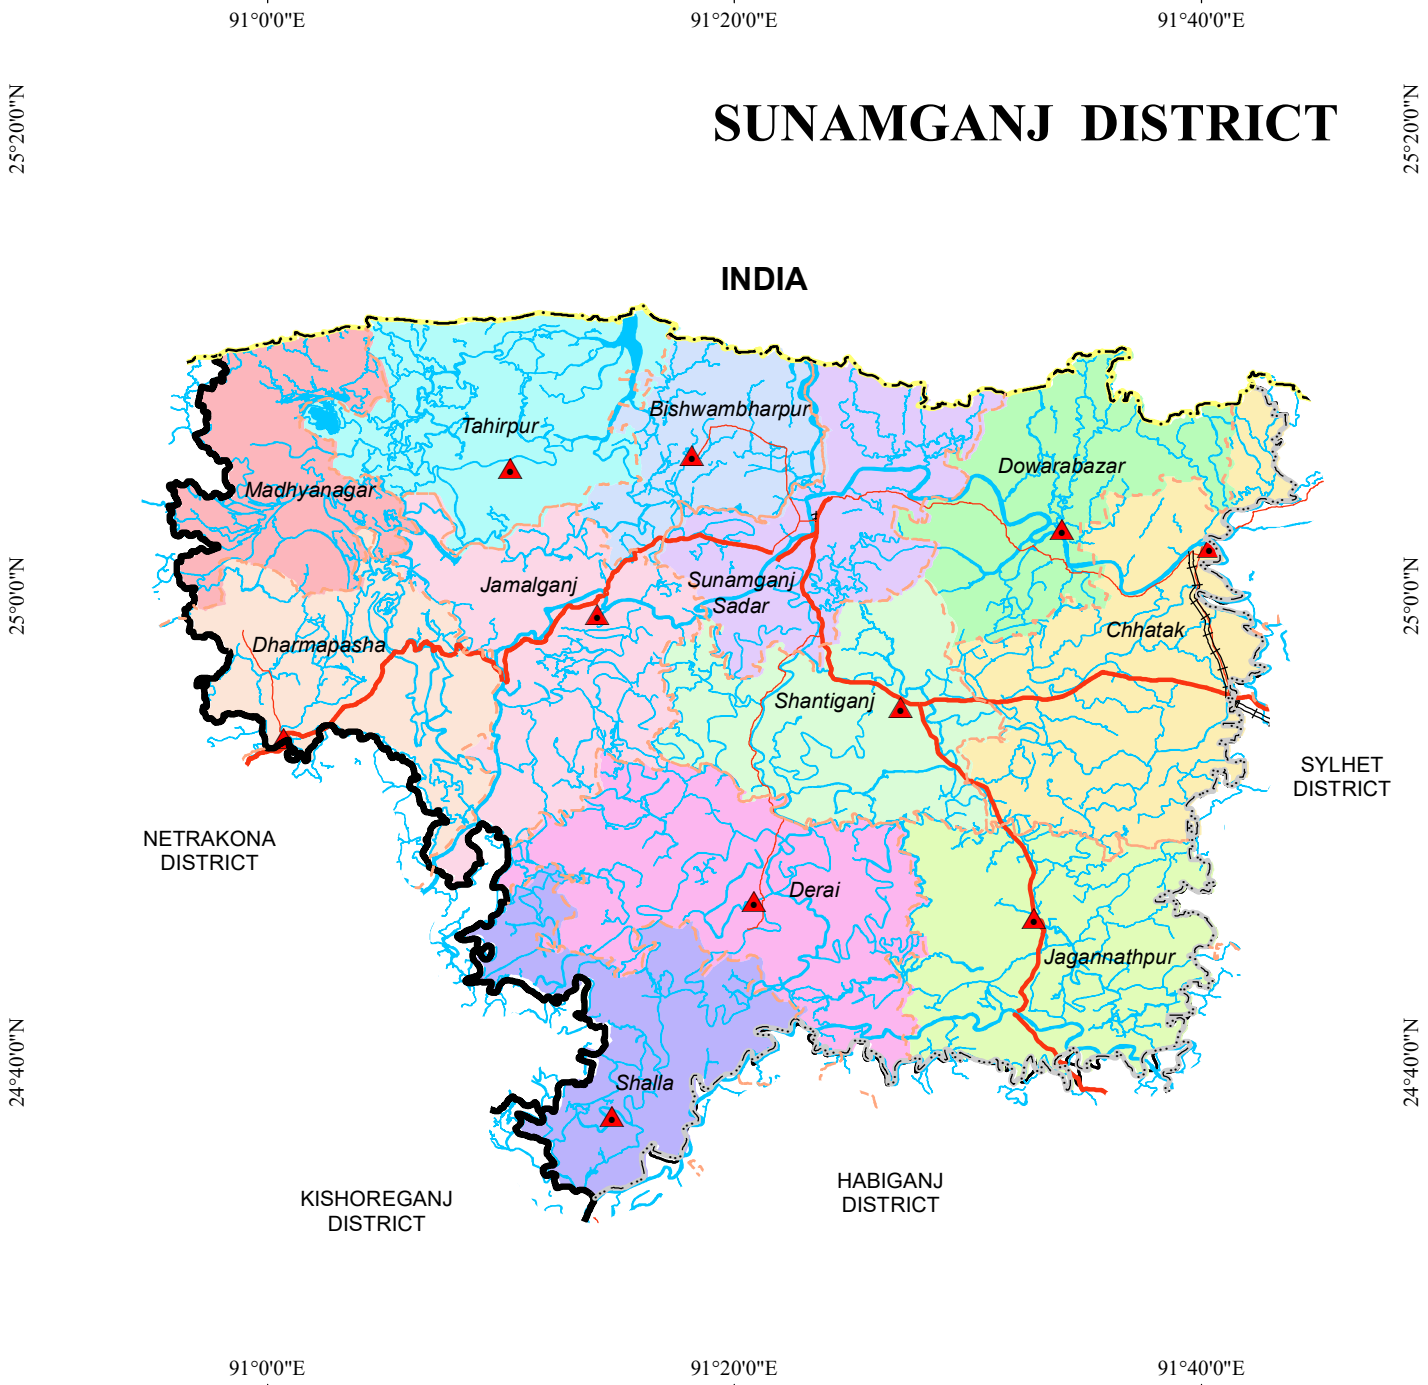 91°0'0"E
91°20'0"E
91°40'0"E
25°20'0"N
25°20'0"N
SUNAMGANJ DISTRICT
INDIA
Tahirpur
Bishwambharpur
Dowarabazar
Madhyanagar
25°0'0"N
25°0'0"N
Jamalganj
Sunamganj
Sadar
Chhatak
Dharmapasha
Shantiganj
SYLHET
DISTRICT
NETRAKONA
DISTRICT
Derai
Jagannathpur
24°40'0"N
24°40'0"N
Shalla
HABIGANJ
DISTRICT
KISHOREGANJ
DISTRICT
91°0'0"E
91°20'0"E
91°40'0"E